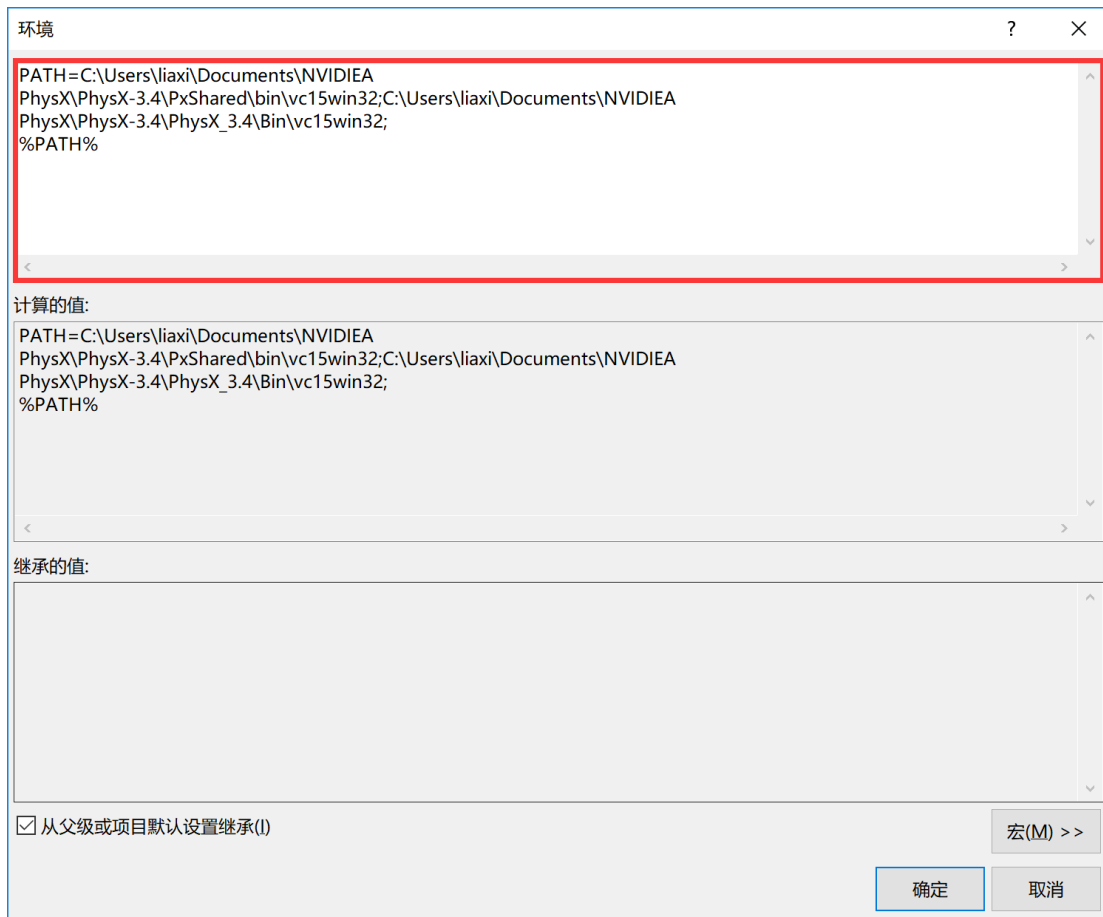 环境
?
PATH=C:\Users\liaxi\Documents\NVIDIEA
PhysX\PhysX-3.4\PxShared\bin\vc15win32;C:\Users\liaxi\Documents\NVIDIEA
PhysX\PhysX-3.4\PhysX_3.4\Bin\vc15win32;
%PATH%
计算的值:
PATH=C:\Users\liaxi\Documents\NVIDIEA
PhysX\PhysX-3.4\PxShared\bin\vc15win32;C:\Users\liaxi\Documents\NVIDIEA
PhysX\PhysX-3.4\PhysX_3.4\Bin\vc15win32;
%PATH%
继承的值:
从父级或项目默认设置继承(I)
宏(M) >>
确定
取消